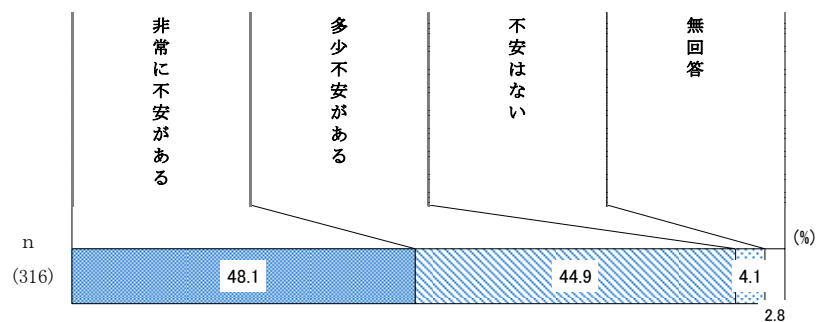 非常に不安がある
多少不安がある
不安はない
無回答
n
(%)
(316)
48.1
44.9
4.1
2.8